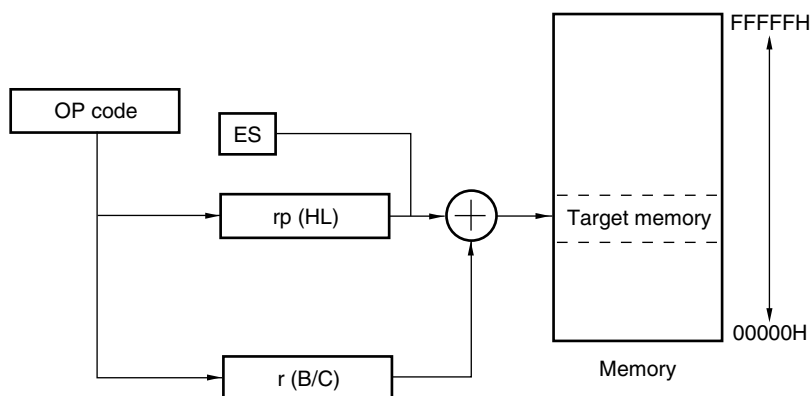 FFFFFH
OP code
ES
rp (HL)
Target memory
r (B/C)
00000H
Memory